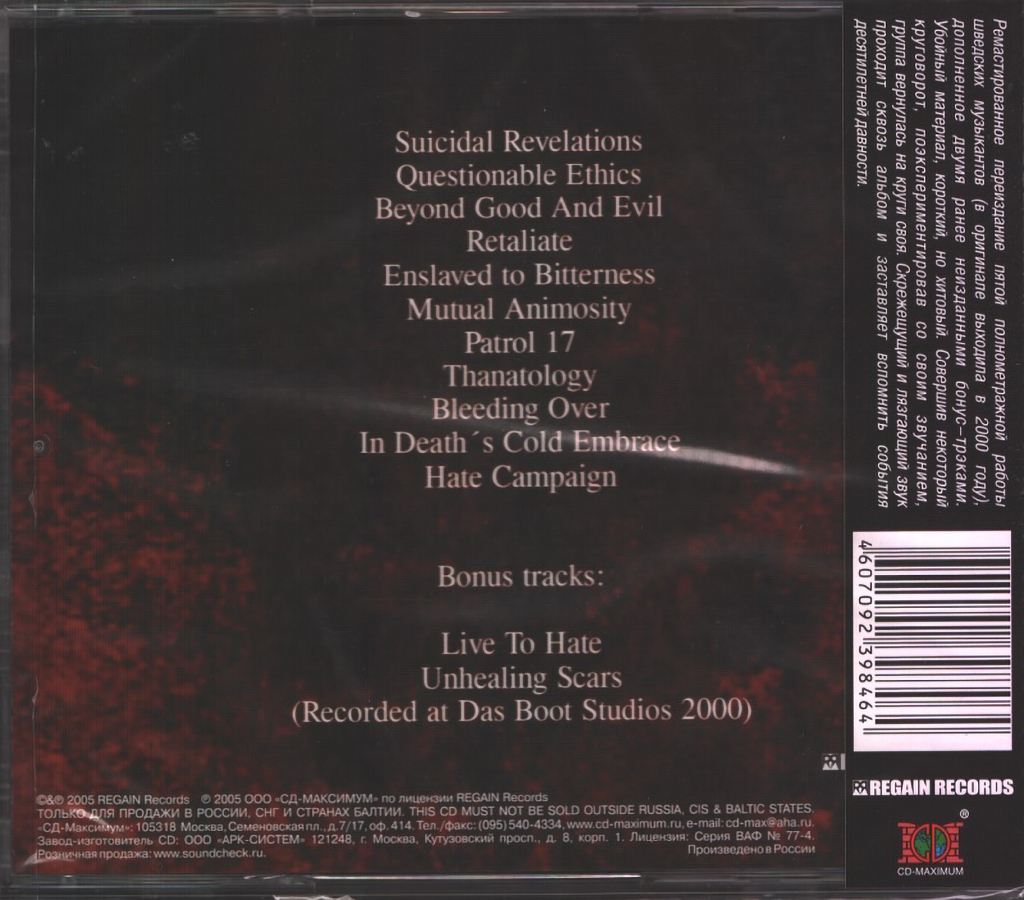 Suicidal Revelations
Questionable Ethics
Beyond Good And Evil
Retaliate
Enslaved to Bitterness
Mutual Animosity
Patrol 17
Thanatology
Bleeding Over
In Death´s Cold Embrace
Hate Campaign
Bonus tracks:
Live To Hate
Unhealing Scars
(Recorded at Das Boot Studios 2000)
©&℗ 2005 REGAIN Records ℗ 2005 ООО «СД-МАКСИМУМ» по лицензии REGAIN Records
ТОЛЬКО ДЛЯ ПРОДАЖИ В РОССИИ, СНГ И СТРАНАХ БАЛТИИ. THIS CD MUST NOT BE SOLD OUTSIDE RUSSIA, CIS & BALTIC STATES.
«СД-Максимум»: 105318 Москва, Семеновская пл., д.7/17, оф. 414. Тел./факс: (095) 540-4334, www.cd-maximum.ru, e-mail: cd-max@aha.ru.
Завод-изготовитель CD: ООО «АРК-СИСТЕМ» 121248, г. Москва, Кутузовский просп., д. 8, корп. 1. Лицензия: Серия ВАФ № 77-4.
Розничная продажа: www.soundcheck.ru. Произведено в России
Ремастированное переиздание пятой полнометражной работы
шведских музыкантов (в оригинале выходила в 2000 году),
дополненное двумя ранее неизданными бонус-трэками.
Убойный материал, короткий, но хитовый. Совершив некоторый
круговорот, поэкспериментировав со своим звучанием,
группа вернулась на круги своя. Скрежещущий и лязгающий звук
проходит сквозь альбом и заставляет вспомнить события
десятилетней давности.
4607092398464
REGAIN RECORDS
®
CD
CD-MAXIMUM